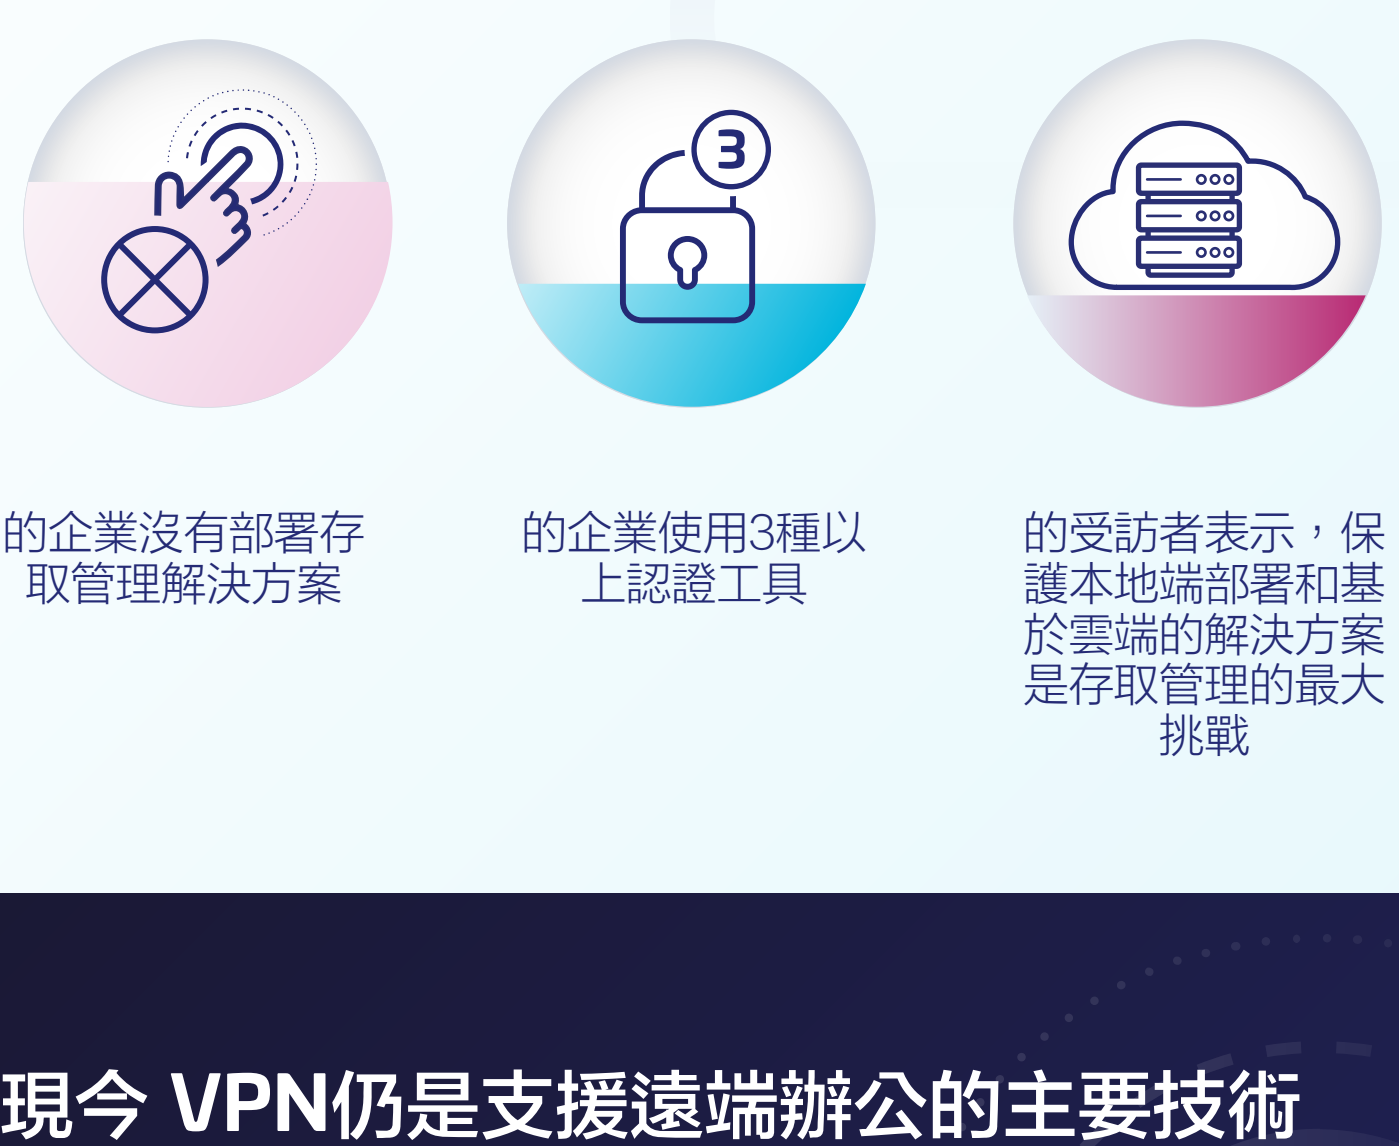 3
的企業沒有部署存
取管理解決方案
的企業使用3種以
上認證工具
的受訪者表示，保
護本地端部署和基
於雲端的解決方案
是存取管理的最大
挑戰
現今 VPN仍是支援遠端辦公的主要技術